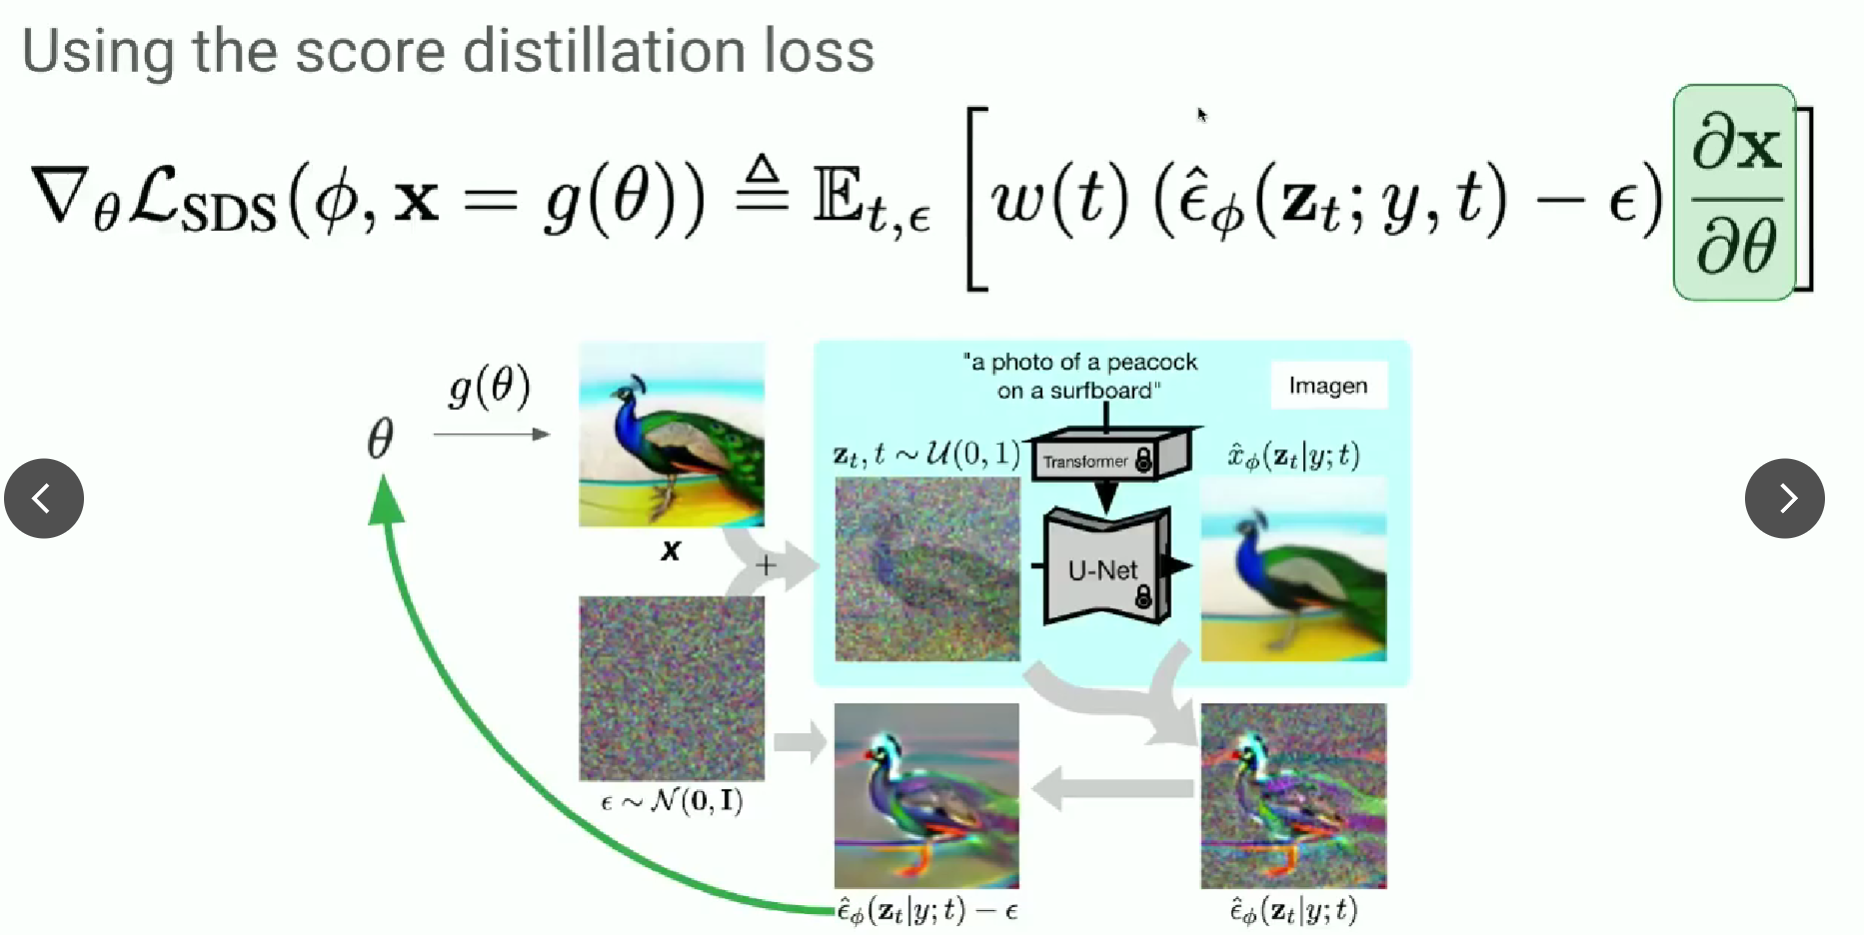 Using the score distillation loss
∇θ𝓛SDS(ϕ, x = g(θ)) ≜ 𝔼t,ϵ [w(t) (ϵ̂ϕ(zt; y, t) − ϵ) ∂x/∂θ]
"a photo of a peacock
on a surfboard"
Imagen
g(θ)
θ
zt, t ∼ 𝒰(0, 1)
Transformer
x̂ϕ(zt|y; t)
x
+
U-Net
ϵ ∼ 𝒩(0, I)
ϵ̂ϕ(zt|y; t) − ϵ
ϵ̂ϕ(zt|y; t)